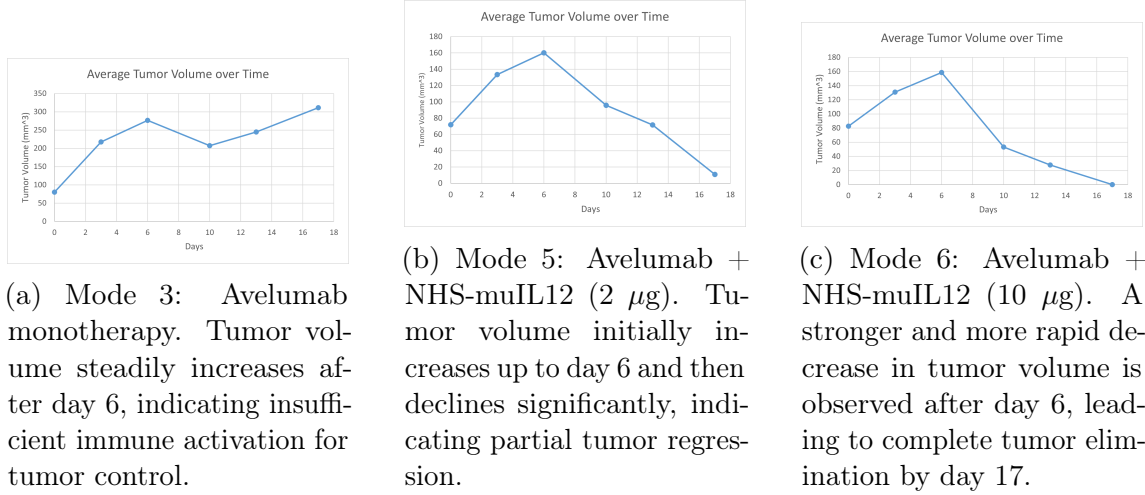 Average Tumor Volume over Time
Tumor Volume (mm^3)
350
300
250
200
150
100
50
0
0 2 4 6 8 10 12 14 16 18
Days
(a) Mode 3: Avelumab
monotherapy. Tumor vol-
ume steadily increases af-
ter day 6, indicating insuffi-
cient immune activation for
tumor control.
Average Tumor Volume over Time
Tumor Volume (mm^3)
180
160
140
120
100
80
60
40
20
0
0 2 4 6 8 10 12 14 16 18
Days
(b) Mode 5: Avelumab +
NHS-muIL12 (2 μg). Tu-
mor volume initially in-
creases up to day 6 and then
declines significantly, indi-
cating partial tumor regres-
sion.
Average Tumor Volume over Time
Tumor Volume (mm^3)
180
160
140
120
100
80
60
40
20
0
0 2 4 6 8 10 12 14 16 18
Days
(c) Mode 6: Avelumab +
NHS-muIL12 (10 μg). A
stronger and more rapid de-
crease in tumor volume is
observed after day 6, lead-
ing to complete tumor elim-
ination by day 17.